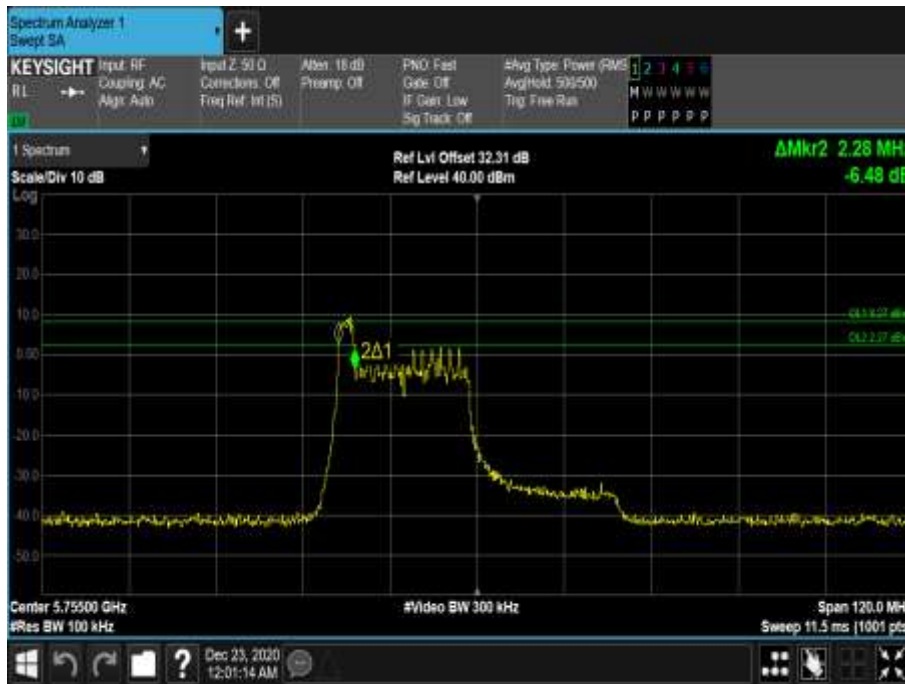 Spectrum Analyzer 1
Swept SA
+
KEYSIGHT
RL
Input: RF
Coupling: AC
Align: Auto
Input Z: 50 Ω
Corrections: Off
Freq Ref: Int (S)
Atten: 18 dB
Preamp: Off
PNO: Fast
Gate: Off
IF Gain: Low
Sig Track: Off
#Avg Type: Power (RMS
Avg|Hold: 500/500
Trig: Free Run
1 2 3 4 5 6
M W W W W W
P P P P P P
1 Spectrum
Scale/Div 10 dB
Log
Ref Lvl Offset 32.31 dB
Ref Level 40.00 dBm
ΔMkr2 2.28 MH
-6.48 dB
30.0
20.0
10.0
0.00
-10.0
-20.0
-30.0
-40.0
-50.0
2Δ1
Center 5.75500 GHz
#Res BW 100 kHz
#Video BW 300 kHz
Span 120.0 MH
Sweep 11.5 ms (1001 pts
?
Dec 23, 2020
12:01:14 AM